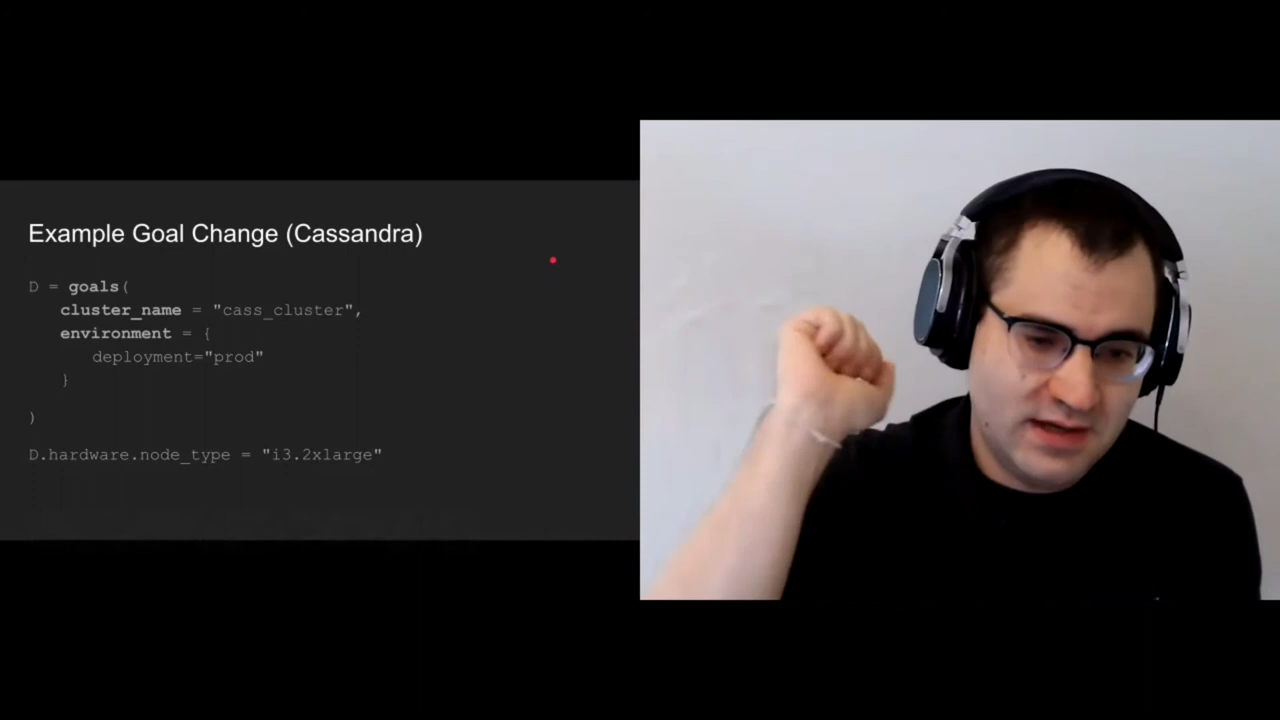 Example Goal Change (Cassandra)
D = goals(
cluster_name = "cass_cluster",
environment = {
deployment="prod"
}
)
D.hardware.node_type = "i3.2xlarge"